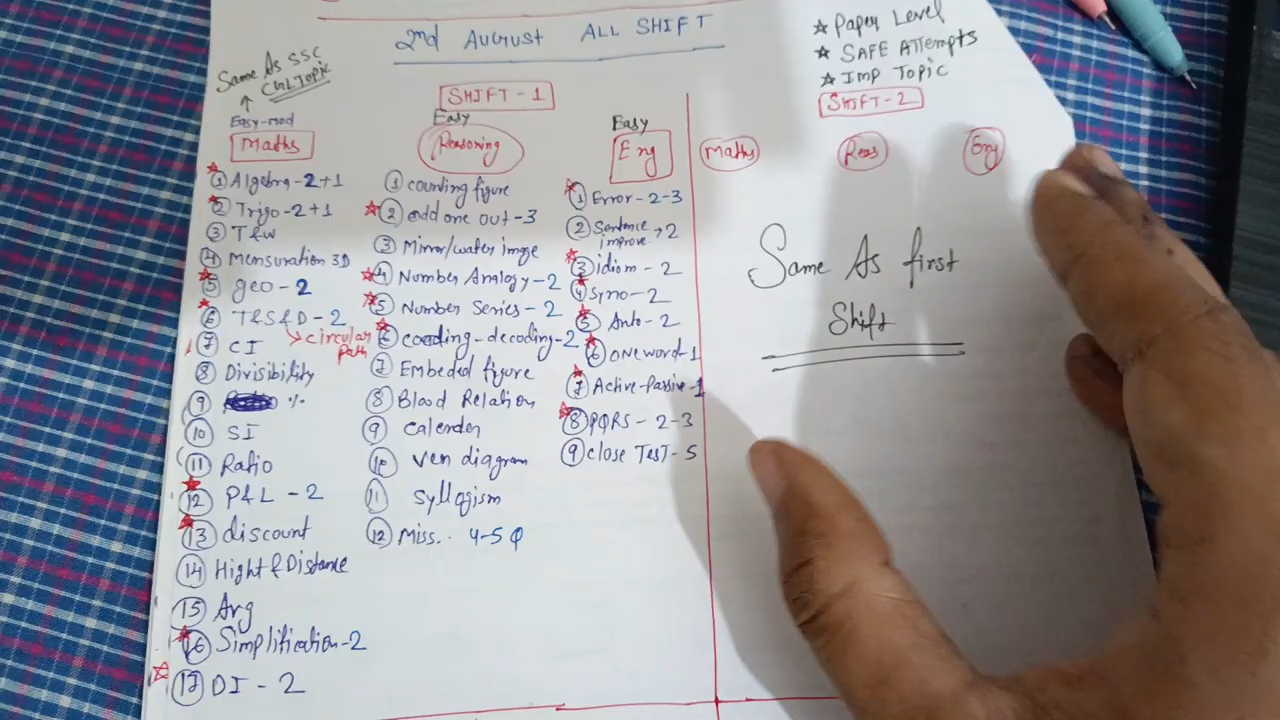 2nd AUGUST ALL SHIFT
☆ Paper Level
☆ SAFE Attempts
☆ Imp Topic
Same As SSC
CGL Topic
↑
Easy-mod
Maths
① Algebra-2+1
② Trigo-2+1
③ T&W
④ Mensuration 3D
⑤ geo-2
⑥ T&S&D-2
→ circular path
⑦ CI
⑧ Divisibility
⑨ %
⑩ SI
⑪ Ratio
⑫ P&L-2
⑬ discount
⑭ Hight & Distance
⑮ Avg
⑯ Simplification-2
⑰ DI-2
SHIFT-1
Easy
Reasoning
① counting figure
② odd one out-3
③ Mirror/water imge
④ Number Analogy-2
⑤ Number Series-2
⑥ coading-decoding-2
⑦ Embeded figure
⑧ Blood Relation
⑨ calender
⑩ ven diagram
⑪ Syllogism
⑫ Miss.. 4-5 Q
Easy
Eng
① Error-2-3
② Sentence
improve→2
③ idiom-2
④ Syno-2
⑤ Anto-2
⑥ oneword-1
⑦ Active-Passive-1
⑧ PQRS-2-3
⑨ close Test-5
SHIFT-2
Maths
Reas
Eng
Same As first
Shift